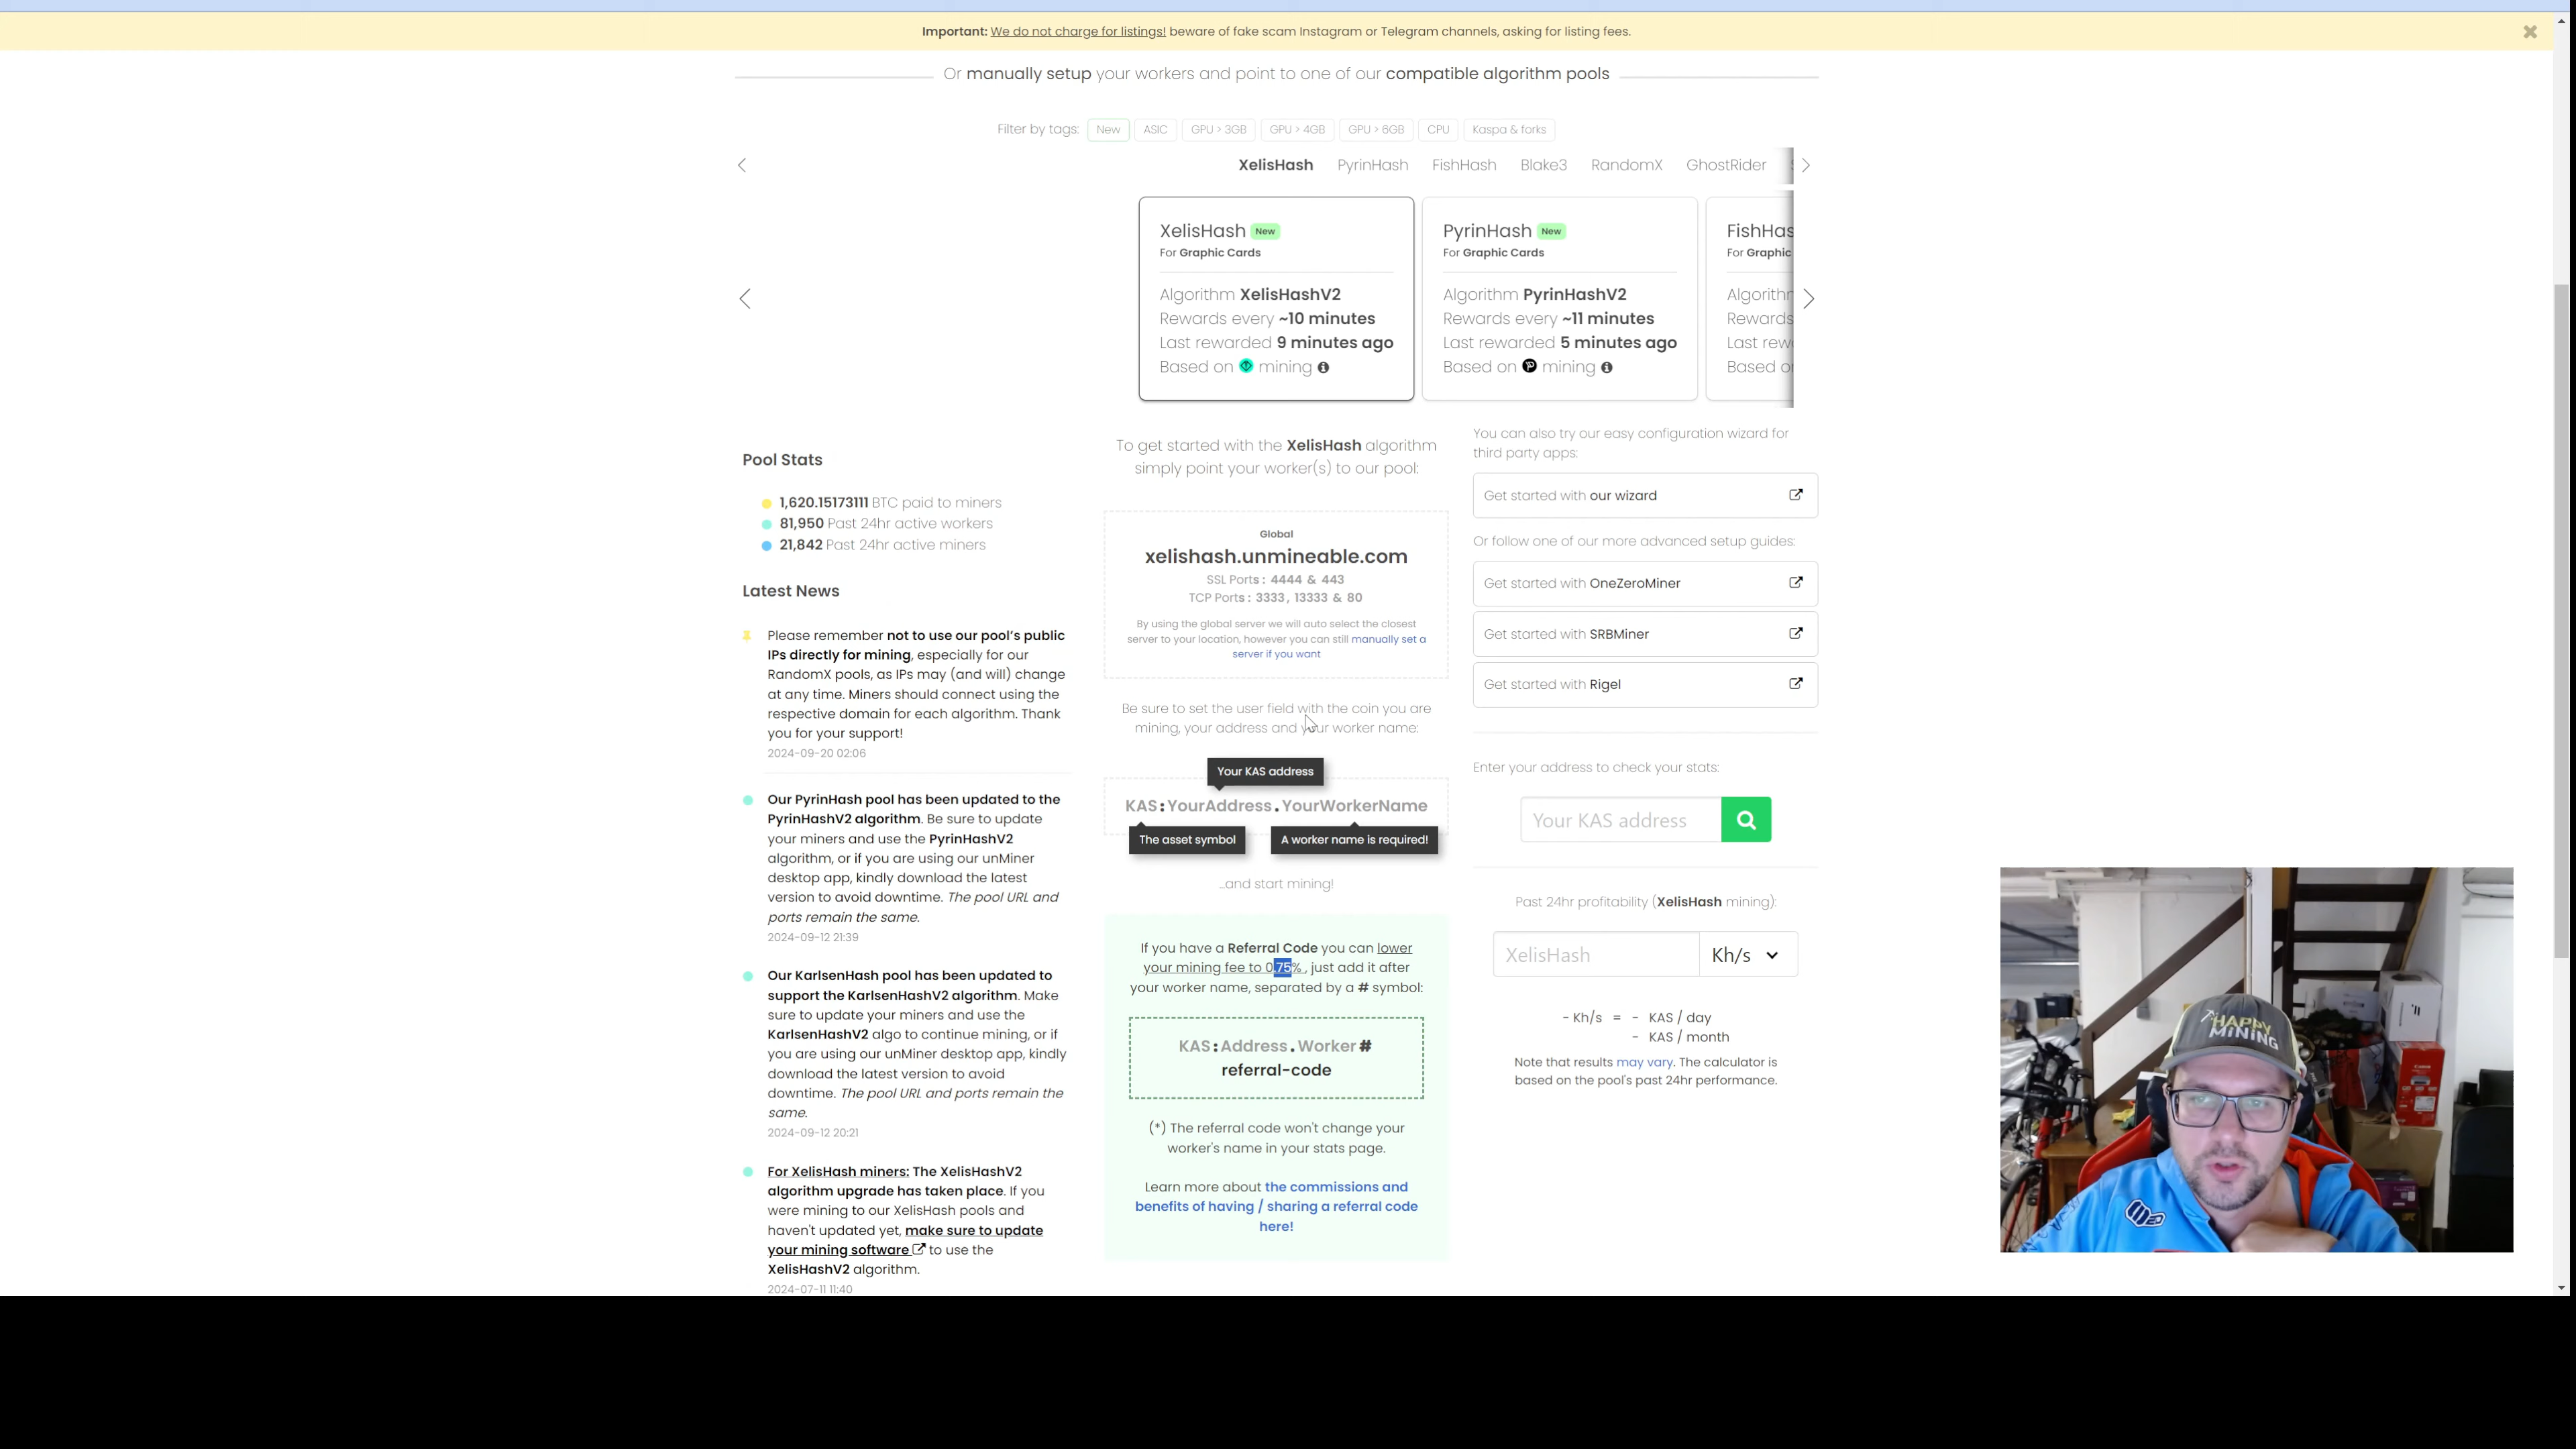 Important: We do not charge for listings! beware of fake scam Instagram or Telegram channels, asking for listing fees.
Or manually setup your workers and point to one of our compatible algorithm pools
Filter by tags: New ASIC GPU > 3GB GPU > 4GB GPU > 6GB CPU Kaspa & forks
XelisHash PyrinHash FishHash Blake3 RandomX GhostRider
XelisHash New
For Graphic Cards
Algorithm XelisHashV2
Rewards every ~10 minutes
Last rewarded 9 minutes ago
Based on mining
PyrinHash New
For Graphic Cards
Algorithm PyrinHashV2
Rewards every ~11 minutes
Last rewarded 5 minutes ago
Based on mining
FishHas
For Graphic
Algorithm
Rewards
Last rew
Based o
Pool Stats
1,620.15173111 BTC paid to miners
81,950 Past 24hr active workers
21,842 Past 24hr active miners
Latest News
Please remember not to use our pool's public
IPs directly for mining, especially for our
RandomX pools, as IPs may (and will) change
at any time. Miners should connect using the
respective domain for each algorithm. Thank
you for your support!
2024-09-20 02:06
Our PyrinHash pool has been updated to the
PyrinHashV2 algorithm. Be sure to update
your miners and use the PyrinHashV2
algorithm, or if you are using our unMiner
desktop app, kindly download the latest
version to avoid downtime. The pool URL and
ports remain the same.
2024-09-12 21:39
Our KarlsenHash pool has been updated to
support the KarlsenHashV2 algorithm. Make
sure to update your miners and use the
KarlsenHashV2 algo to continue mining, or if
you are using our unMiner desktop app, kindly
download the latest version to avoid
downtime. The pool URL and ports remain the
same.
2024-09-12 20:21
For XelisHash miners: The XelisHashV2
algorithm upgrade has taken place. If you
were mining to our XelisHash pools and
haven't updated yet, make sure to update
your mining software to use the
XelisHashV2 algorithm.
2024-07-11 11:40
To get started with the XelisHash algorithm
simply point your worker(s) to our pool:
Global
xelishash.unmineable.com
SSL Ports: 4444 & 443
TCP Ports: 3333, 13333 & 80
By using the global server we will auto select the closest
server to your location, however you can still manually set a
server if you want
Be sure to set the user field with the coin you are
mining, your address and your worker name:
Your KAS address
KAS:YourAddress.YourWorkerName
The asset symbol A worker name is required!
...and start mining!
If you have a Referral Code you can lower
your mining fee to 0.75% , just add it after
your worker name, separated by a # symbol:
KAS:Address.Worker#
referral-code
(*) The referral code won't change your
worker's name in your stats page.
Learn more about the commissions and
benefits of having / sharing a referral code
here!
You can also try our easy configuration wizard for
third party apps:
Get started with our wizard
Or follow one of our more advanced setup guides:
Get started with OneZeroMiner
Get started with SRBMiner
Get started with Rigel
Enter your address to check your stats:
Your KAS address
Past 24hr profitability (XelisHash mining):
XelisHash Kh/s
- Kh/s = - KAS / day
- KAS / month
Note that results may vary. The calculator is
based on the pool's past 24hr performance.
HAPPY
MINING